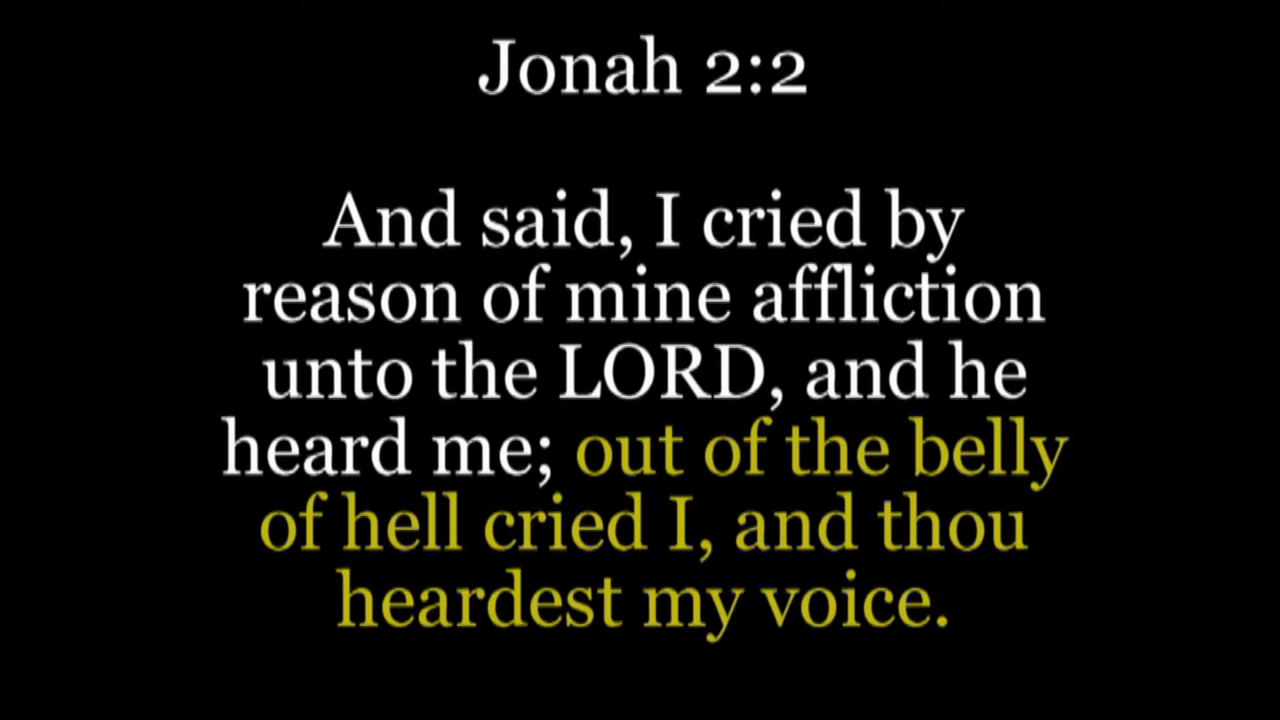 Jonah 2:2
And said, I cried by
reason of mine affliction
unto the LORD, and he
heard me; out of the belly
of hell cried I, and thou
heardest my voice.